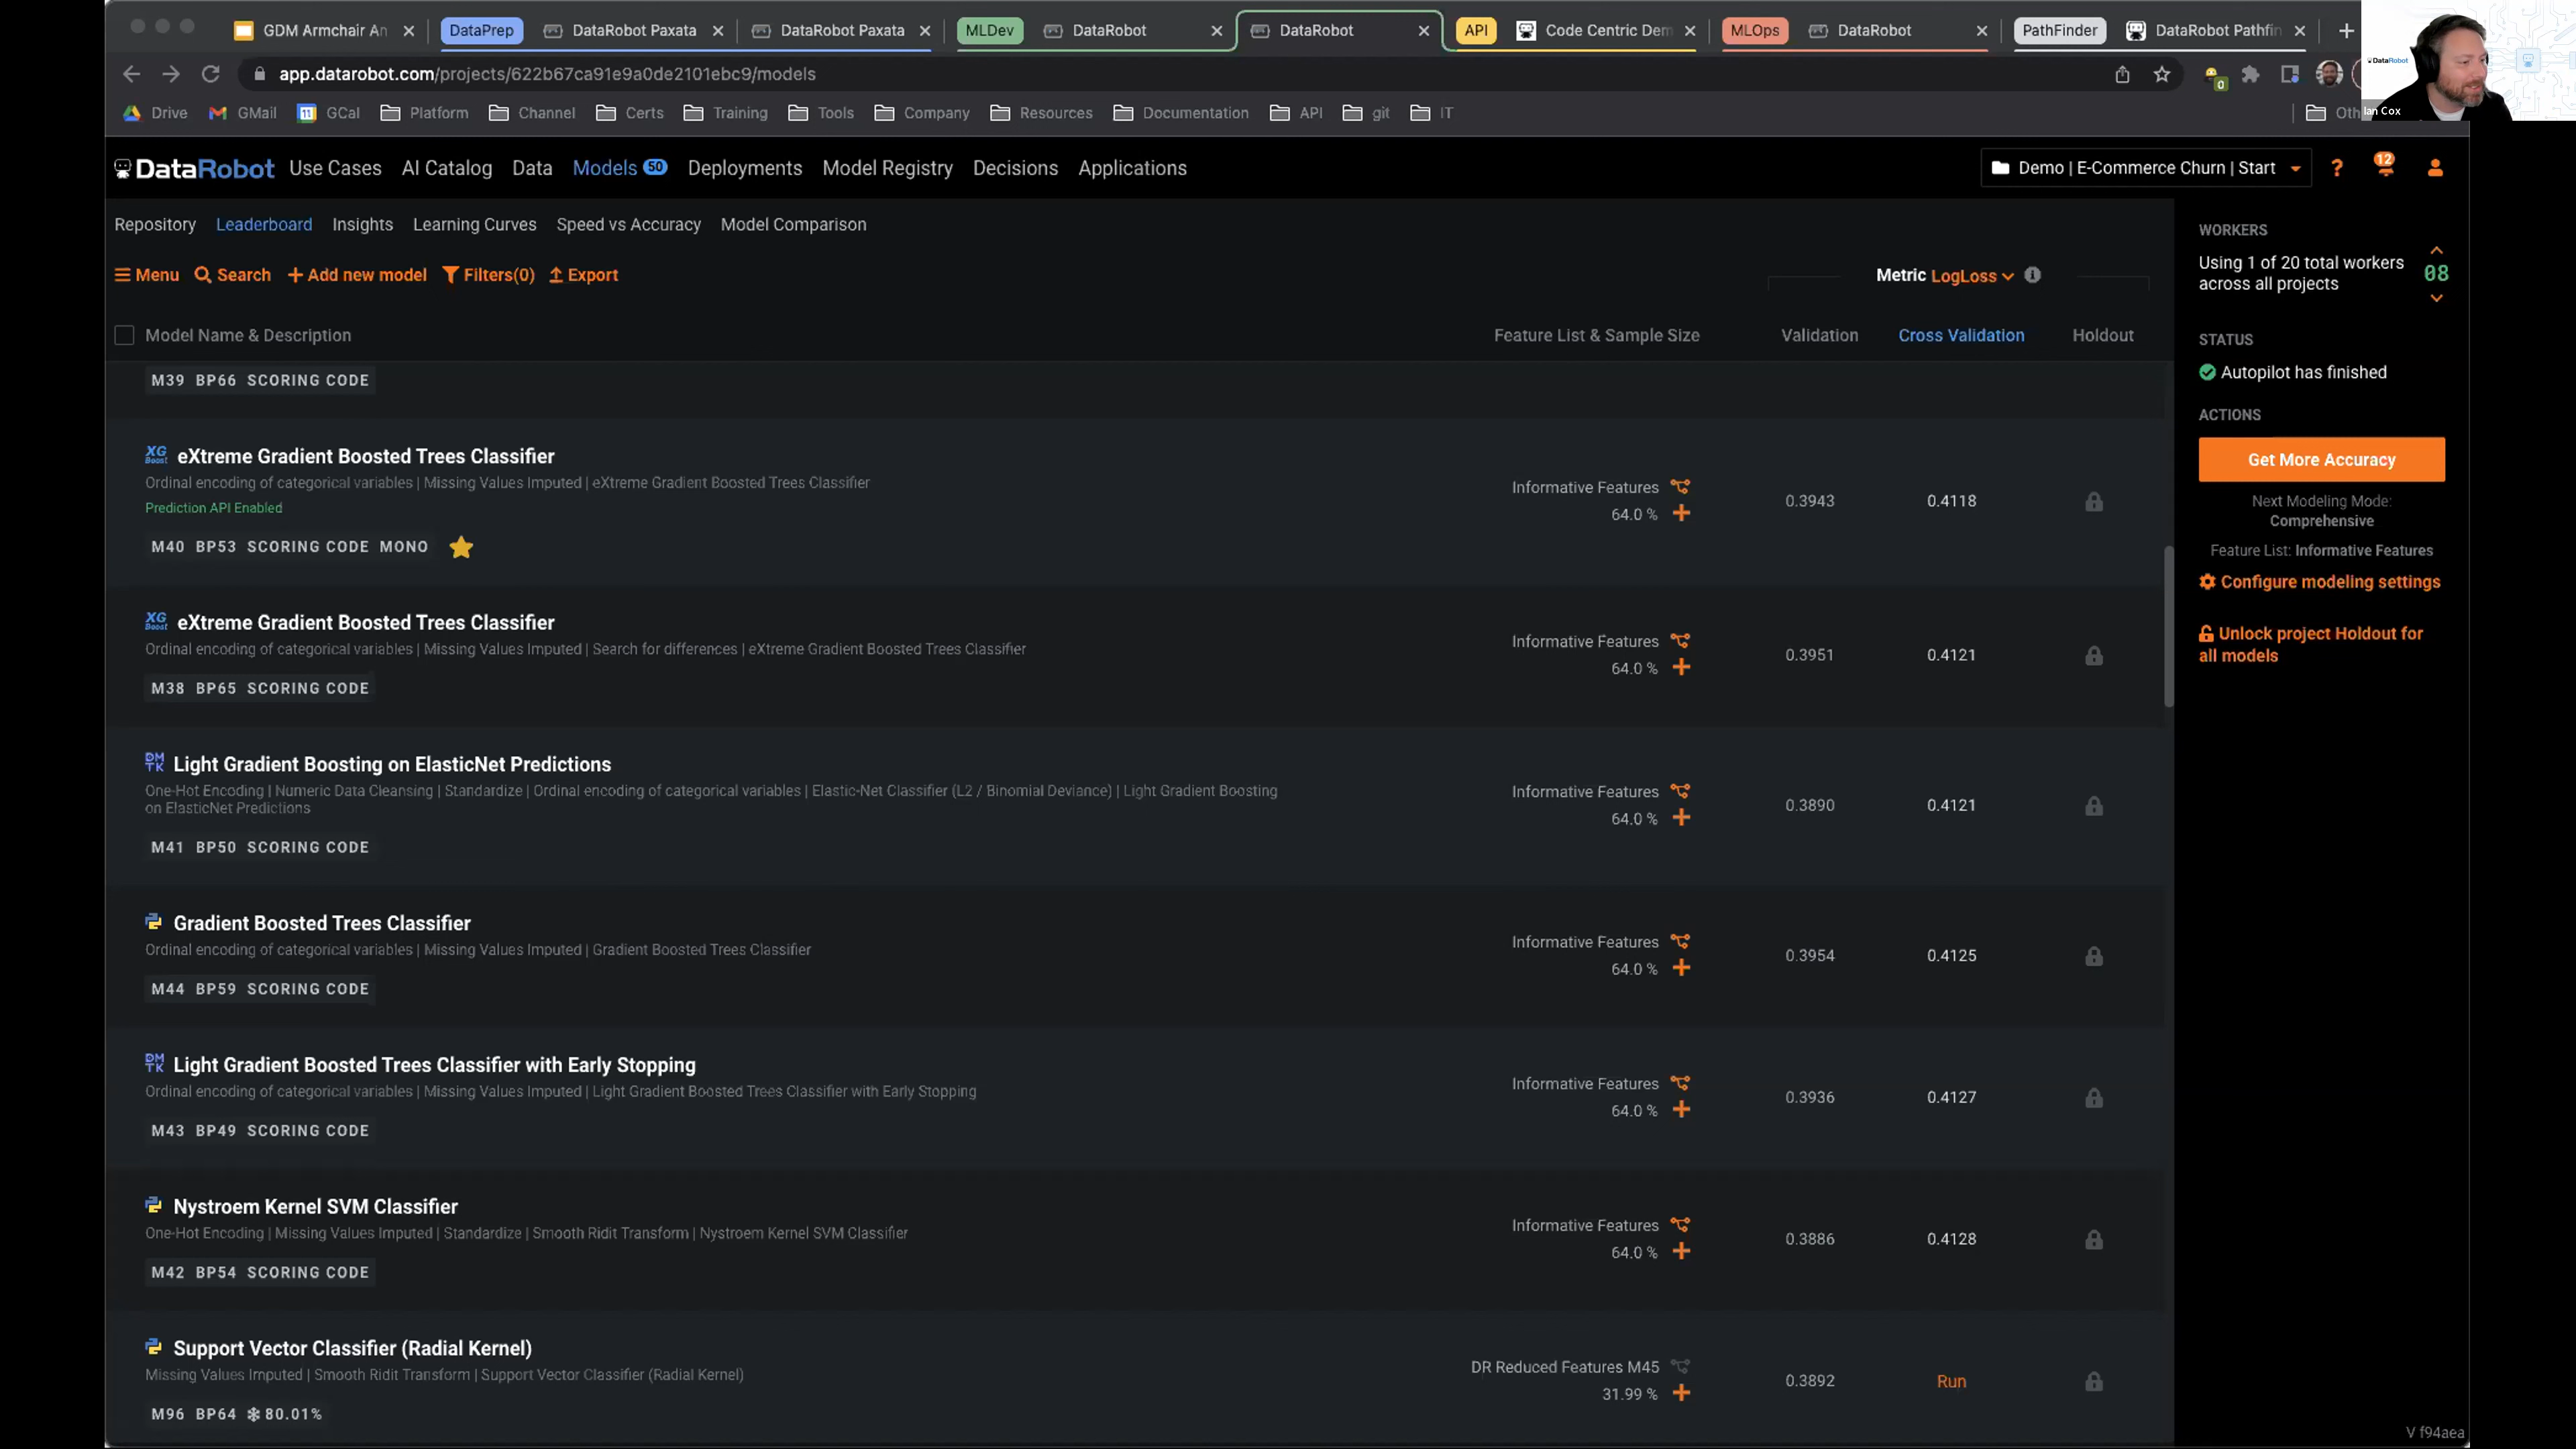 GDM Armchair An
DataPrep
DataRobot Paxata
DataRobot Paxata
MLDev
DataRobot
DataRobot
API
Code Centric Dem
MLOps
DataRobot
PathFinder
DataRobot Pathfin
app.datarobot.com/projects/622b67ca91e9a0de2101ebc9/models
0
DataRobot
Ian Cox
Drive
GMail
GCal
Platform
Channel
Certs
Training
Tools
Company
Resources
Documentation
API
git
IT
Oth
DataRobot
Use Cases
AI Catalog
Data
Models 50
Deployments
Model Registry
Decisions
Applications
Demo | E-Commerce Churn | Start
?
12
Repository
Leaderboard
Insights
Learning Curves
Speed vs Accuracy
Model Comparison
Menu
Search
Add new model
Filters(0)
Export
Metric LogLoss
Model Name & Description
Feature List & Sample Size
Validation
Cross Validation
Holdout
M39 BP66 SCORING CODE
XG Boost eXtreme Gradient Boosted Trees Classifier
Ordinal encoding of categorical variables | Missing Values Imputed | eXtreme Gradient Boosted Trees Classifier
Prediction API Enabled
M40 BP53 SCORING CODE MONO
Informative Features
64.0 %
0.3943
0.4118
XG Boost eXtreme Gradient Boosted Trees Classifier
Ordinal encoding of categorical variables | Missing Values Imputed | Search for differences | eXtreme Gradient Boosted Trees Classifier
M38 BP65 SCORING CODE
Informative Features
64.0 %
0.3951
0.4121
DMTK Light Gradient Boosting on ElasticNet Predictions
One-Hot Encoding | Numeric Data Cleansing | Standardize | Ordinal encoding of categorical variables | Elastic-Net Classifier (L2 / Binomial Deviance) | Light Gradient Boosting
on ElasticNet Predictions
M41 BP50 SCORING CODE
Informative Features
64.0 %
0.3890
0.4121
Gradient Boosted Trees Classifier
Ordinal encoding of categorical variables | Missing Values Imputed | Gradient Boosted Trees Classifier
M44 BP59 SCORING CODE
Informative Features
64.0 %
0.3954
0.4125
DMTK Light Gradient Boosted Trees Classifier with Early Stopping
Ordinal encoding of categorical variables | Missing Values Imputed | Light Gradient Boosted Trees Classifier with Early Stopping
M43 BP49 SCORING CODE
Informative Features
64.0 %
0.3936
0.4127
Nystroem Kernel SVM Classifier
One-Hot Encoding | Missing Values Imputed | Standardize | Smooth Ridit Transform | Nystroem Kernel SVM Classifier
M42 BP54 SCORING CODE
Informative Features
64.0 %
0.3886
0.4128
Support Vector Classifier (Radial Kernel)
Missing Values Imputed | Smooth Ridit Transform | Support Vector Classifier (Radial Kernel)
M96 BP64 80.01%
DR Reduced Features M45
31.99 %
0.3892
Run
WORKERS
Using 1 of 20 total workers
across all projects
08
STATUS
Autopilot has finished
ACTIONS
Get More Accuracy
Next Modeling Mode:
Comprehensive
Feature List: Informative Features
Configure modeling settings
Unlock project Holdout for
all models
V f94aea